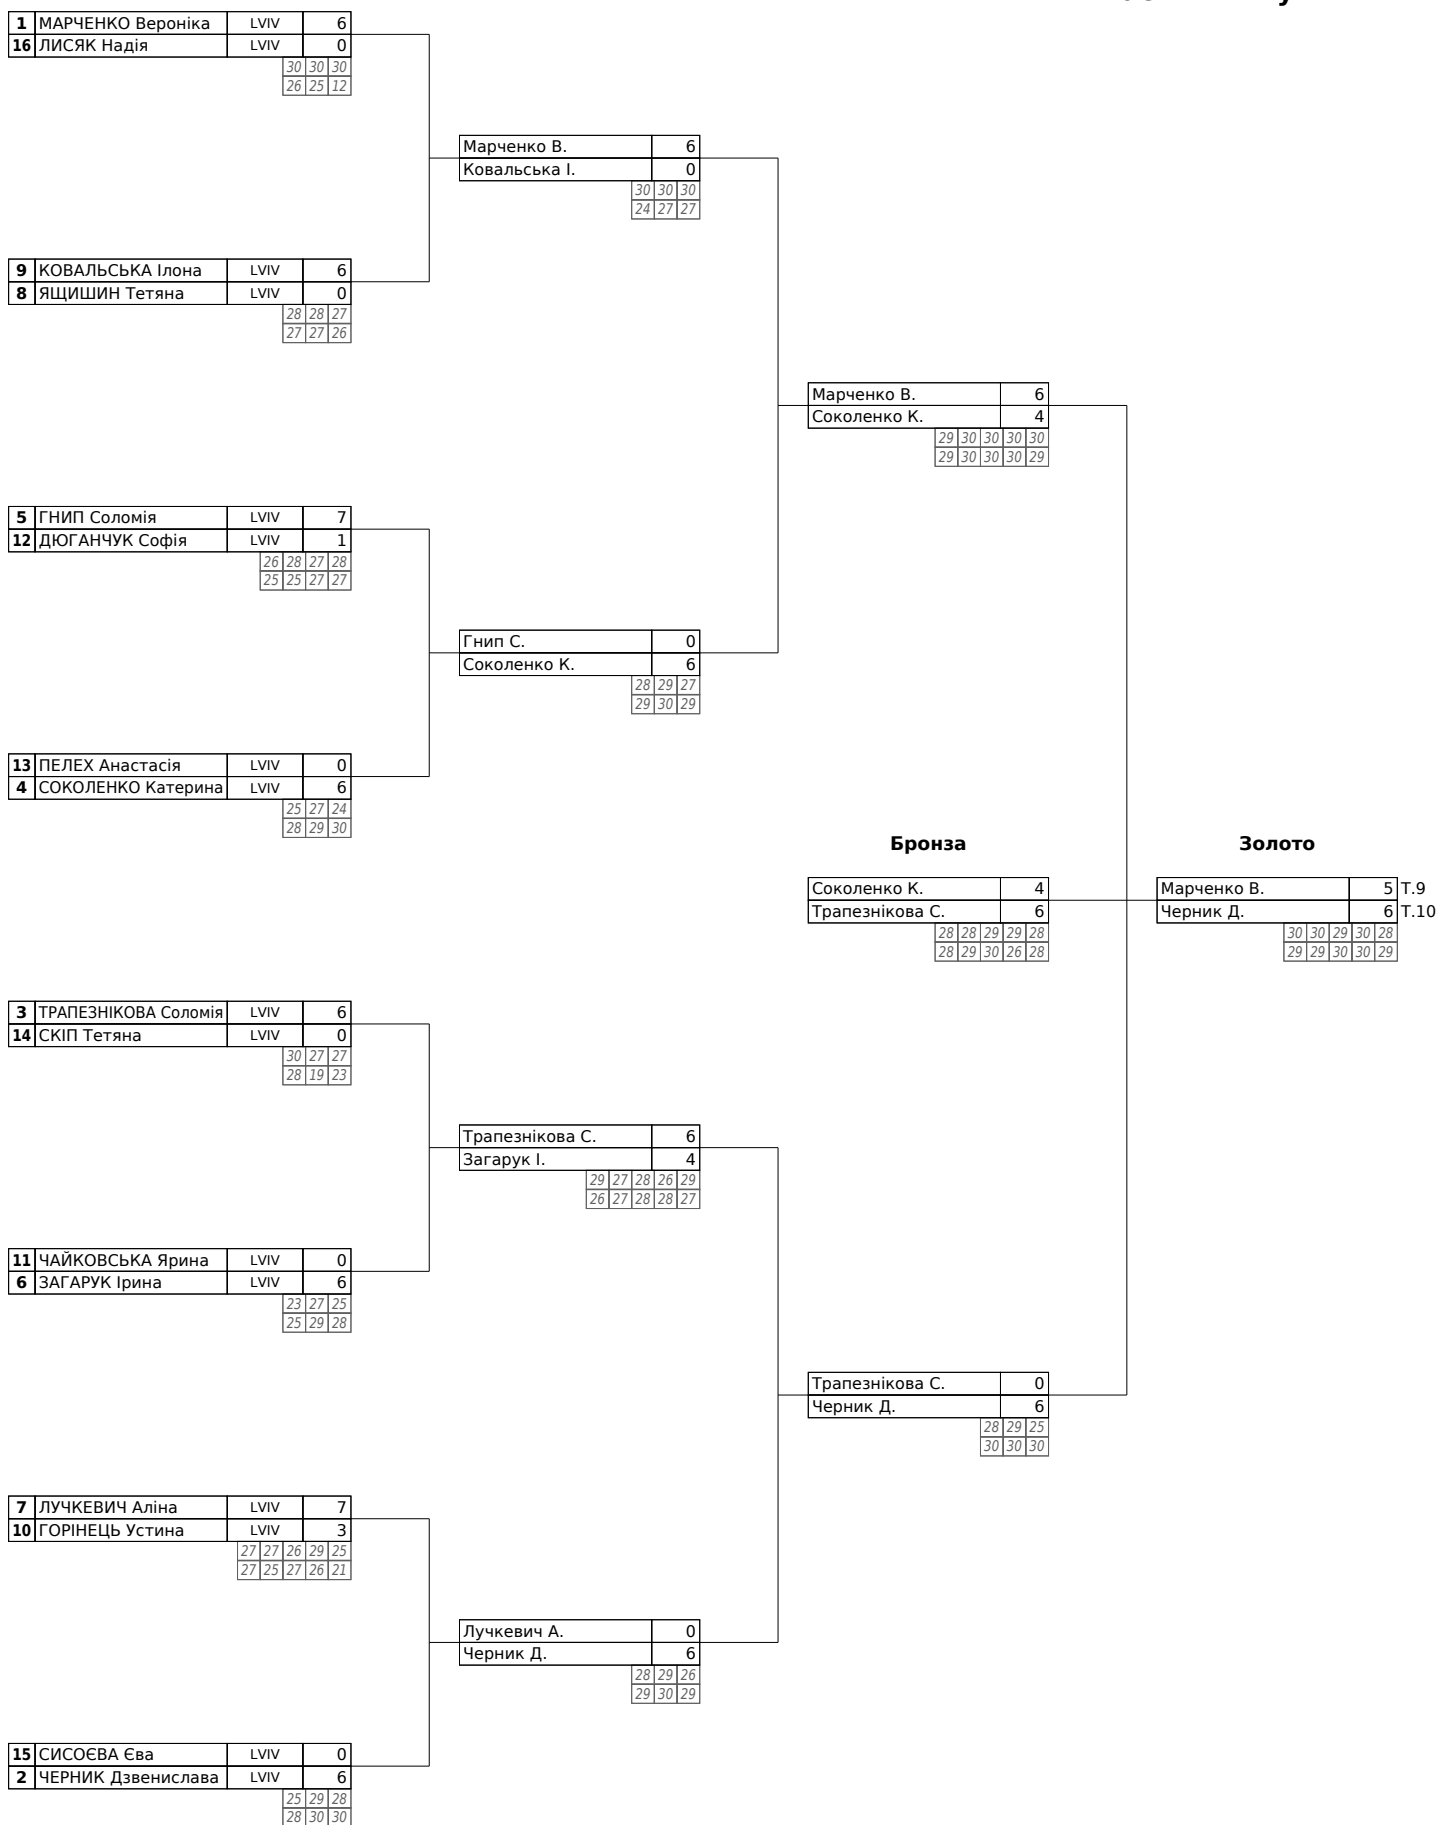 1 МАРЧЕНКО Вероніка LVIV 6
16 ЛИСЯК Надія LVIV 0
30 30 30
26 25 12
Марченко В. 6
Ковальська І. 0
30 30 30
24 27 27
9 КОВАЛЬСЬКА Ілона LVIV 6
8 ЯЩИШИН Тетяна LVIV 0
28 28 27
27 27 26
Марченко В. 6
Соколенко К. 4
29 30 30 30 30
29 30 30 30 29
5 ГНИП Соломія LVIV 7
12 ДЮГАНЧУК Софія LVIV 1
26 28 27 28
25 25 27 27
Гнип С. 0
Соколенко К. 6
28 29 27
29 30 29
13 ПЕЛЕХ Анастасія LVIV 0
4 СОКОЛЕНКО Катерина LVIV 6
25 27 24
28 29 30
Бронза Золото
Соколенко К. 4 Марченко В. 5 T.9
Трапезнікова С. 6 Черник Д. 6 T.10
28 28 29 29 28 30 30 29 30 28
28 29 30 26 28 29 29 30 30 29
3 ТРАПЕЗНІКОВА Соломія LVIV 6
14 СКІП Тетяна LVIV 0
30 27 27
28 19 23
Трапезнікова С. 6
Загарук І. 4
29 27 28 26 29
26 27 28 28 27
11 ЧАЙКОВСЬКА Ярина LVIV 0
6 ЗАГАРУК Ірина LVIV 6
23 27 25
25 29 28
Трапезнікова С. 0
Черник Д. 6
28 29 25
30 30 30
7 ЛУЧКЕВИЧ Аліна LVIV 7
10 ГОРІНЕЦЬ Устина LVIV 3
27 27 26 29 25
27 25 27 26 21
Лучкевич А. 0
Черник Д. 6
28 29 26
29 30 29
15 СИСОЄВА Єва LVIV 0
2 ЧЕРНИК Дзвенислава LVIV 6
25 29 28
28 30 30